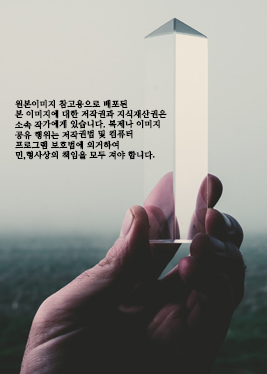 원본이미지 참고용으로 배포된
본 이미지에 대한 저작권과 지식재산권은
소속 작가에게 있습니다. 복제나 이미지
공유 행위는 저작권법 및 컴퓨터
프로그램 보호법에 의거하여
민,형사상의 책임을 모두 져야 합니다.